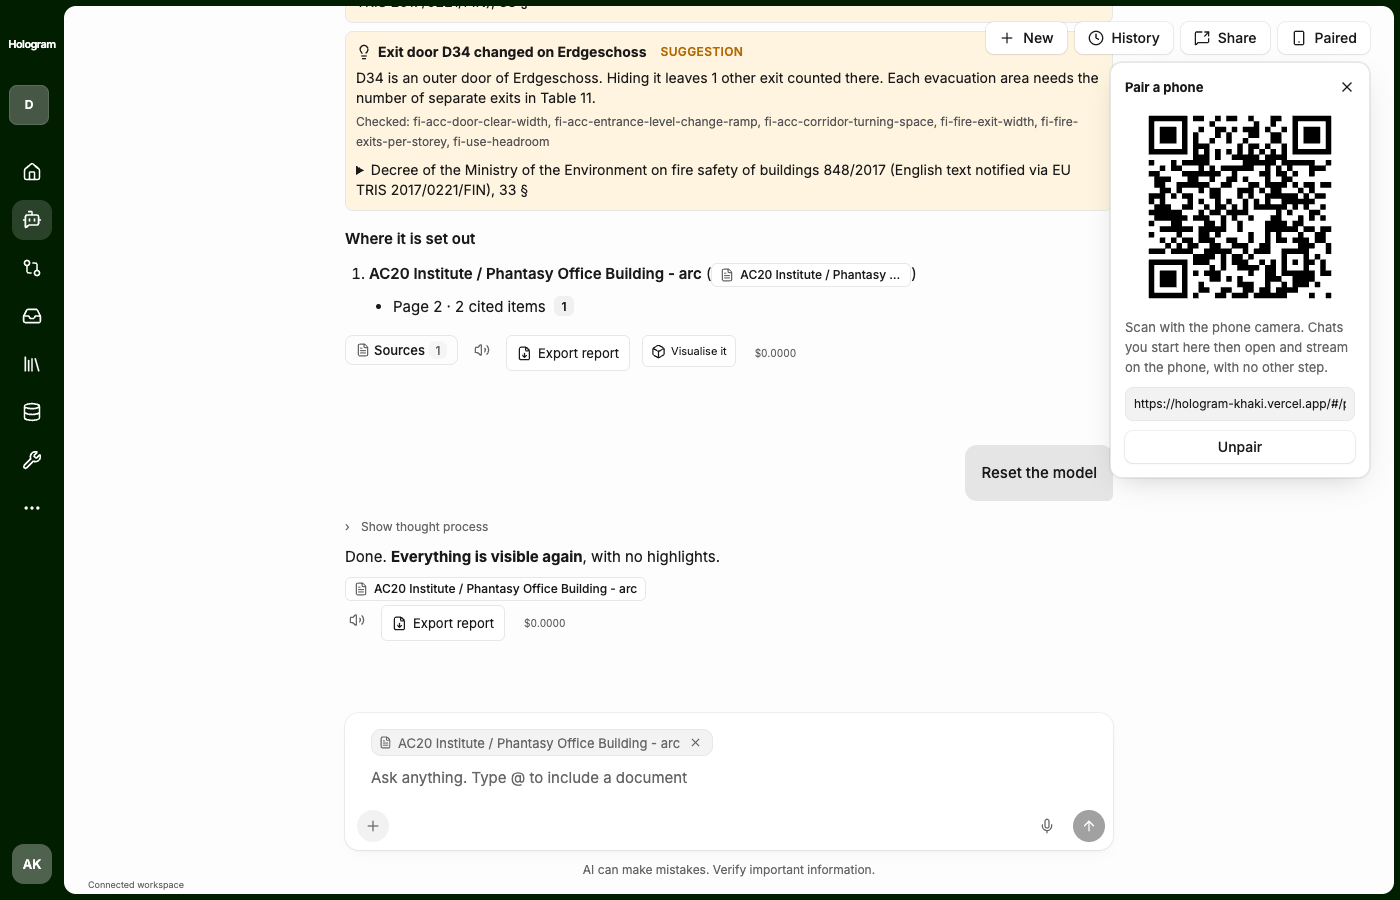 Hologram
D
New
History
Share
Paired
Exit door D34 changed on Erdgeschoss SUGGESTION
D34 is an outer door of Erdgeschoss. Hiding it leaves 1 other exit counted there. Each evacuation area needs the
number of separate exits in Table 11.
Checked: fi-acc-door-clear-width, fi-acc-entrance-level-change-ramp, fi-acc-corridor-turning-space, fi-fire-exit-width, fi-fire-
exits-per-storey, fi-use-headroom
Decree of the Ministry of the Environment on fire safety of buildings 848/2017 (English text notified via EU
TRIS 2017/0221/FIN), 33 §
Where it is set out
1. AC20 Institute / Phantasy Office Building - arc ( AC20 Institute / Phantasy ... )
• Page 2 · 2 cited items 1
Sources 1
Export report
Visualise it
$0.0000
Pair a phone
Scan with the phone camera. Chats
you start here then open and stream
on the phone, with no other step.
https://hologram-khaki.vercel.app/#/
Unpair
Reset the model
Show thought process
Done. Everything is visible again, with no highlights.
AC20 Institute / Phantasy Office Building - arc
Export report
$0.0000
AC20 Institute / Phantasy Office Building - arc
Ask anything. Type @ to include a document
AI can make mistakes. Verify important information.
AK
Connected workspace